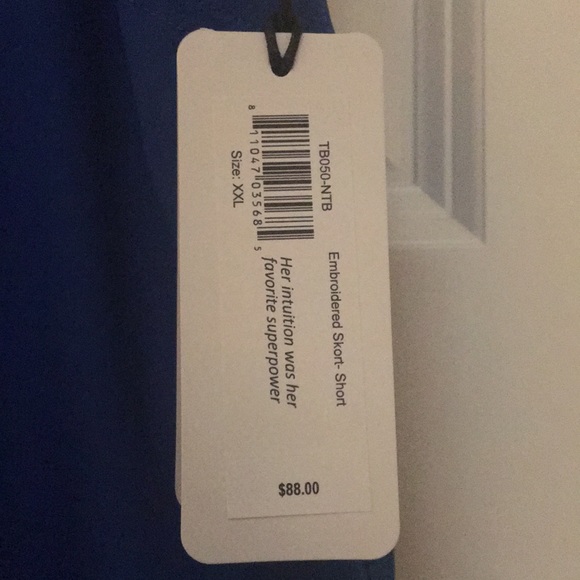 TB050-NTB
8 11047 03568 5
Size: XXL
Embroidered Skort- Short
Her intuition was her
favorite superpower
$88.00